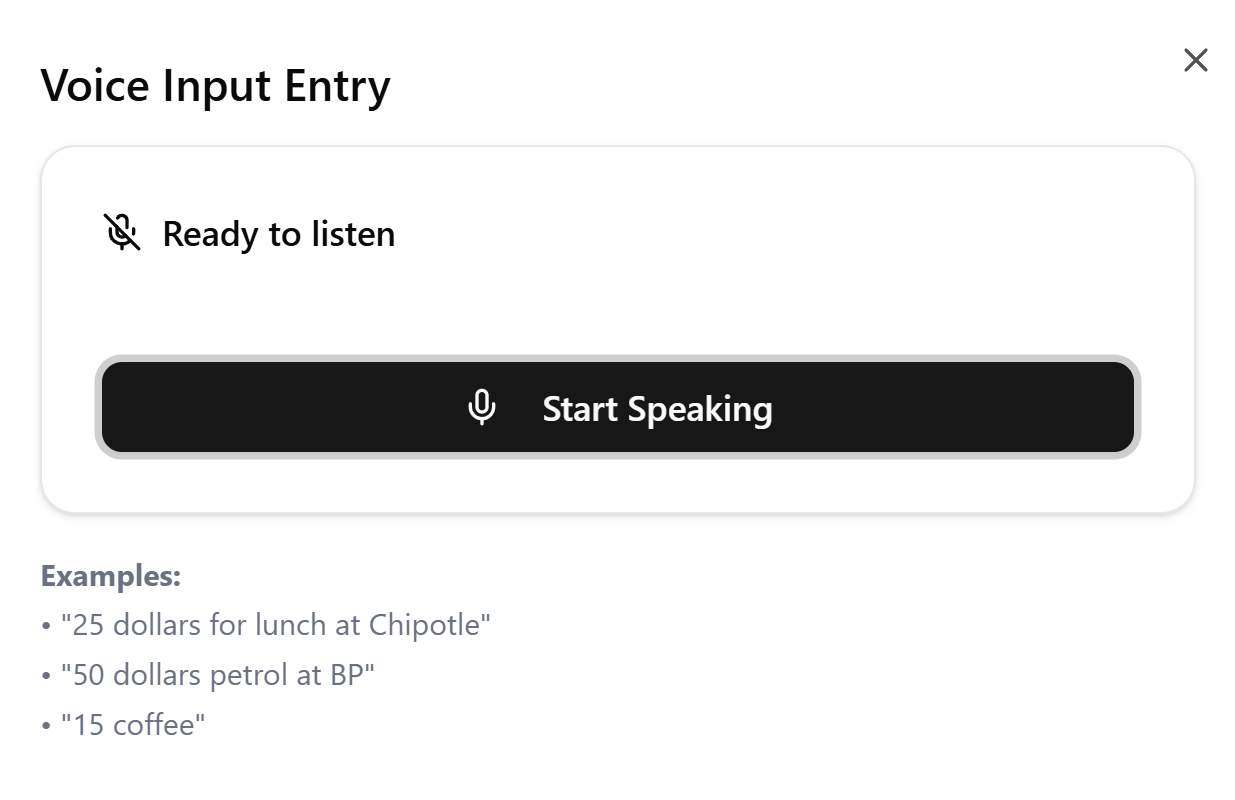 Voice Input Entry
Ready to listen
Start Speaking
Examples:
• "25 dollars for lunch at Chipotle"
• "50 dollars petrol at BP"
• "15 coffee"